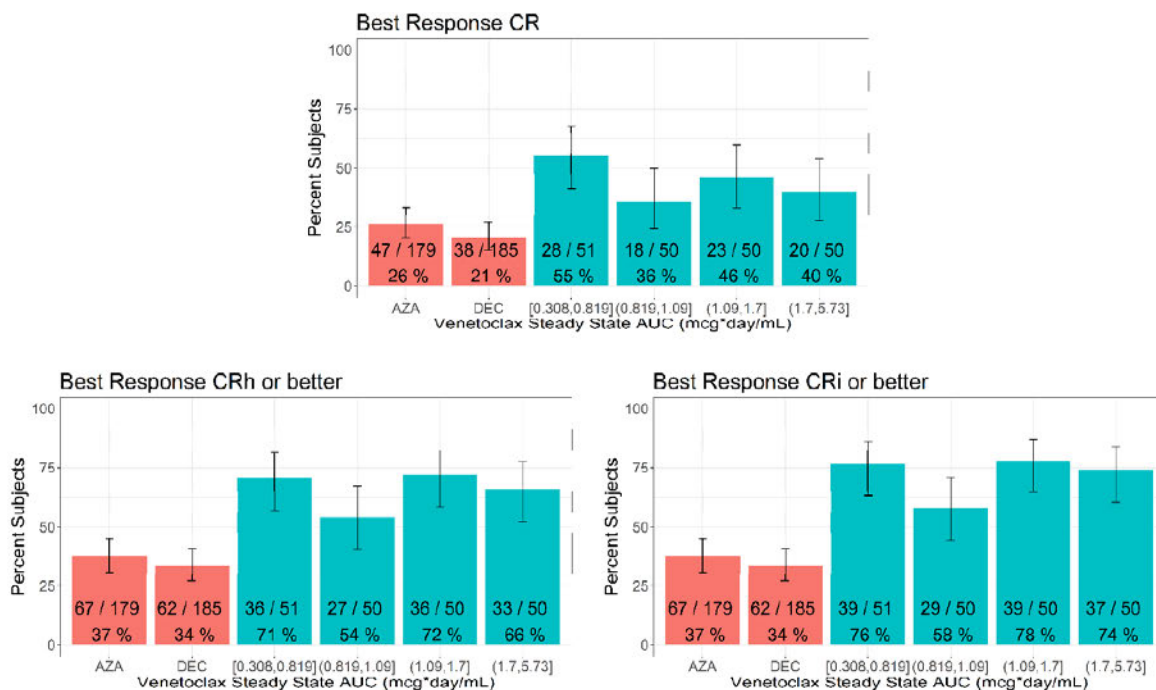 Best Response CR
100
75
50
25
0
Percent Subjects
47 / 179 38 / 185 28 / 51 18 / 50 23 / 50 20 / 50
26 % 21 % 55 % 36 % 46 % 40 %
AZA DEC [0.308,0.819] (0.819,1.09] (1.09,1.7] (1.7,5.73]
Venetoclax Steady State AUC (mcg*day/mL)
Best Response CRh or better
100
75
50
25
0
Percent Subjects
67 / 179 62 / 185 36 / 51 27 / 50 36 / 50 33 / 50
37 % 34 % 71 % 54 % 72 % 66 %
AZA DEC [0.308,0.819] (0.819,1.09] (1.09,1.7] (1.7,5.73]
Venetoclax Steady State AUC (mcg*day/mL)
Best Response CRi or better
100
75
50
25
0
Percent Subjects
67 / 179 62 / 185 39 / 51 29 / 50 39 / 50 37 / 50
37 % 34 % 76 % 58 % 78 % 74 %
AZA DEC [0.308,0.819] (0.819,1.09] (1.09,1.7] (1.7,5.73]
Venetoclax Steady State AUC (mcg*day/mL)